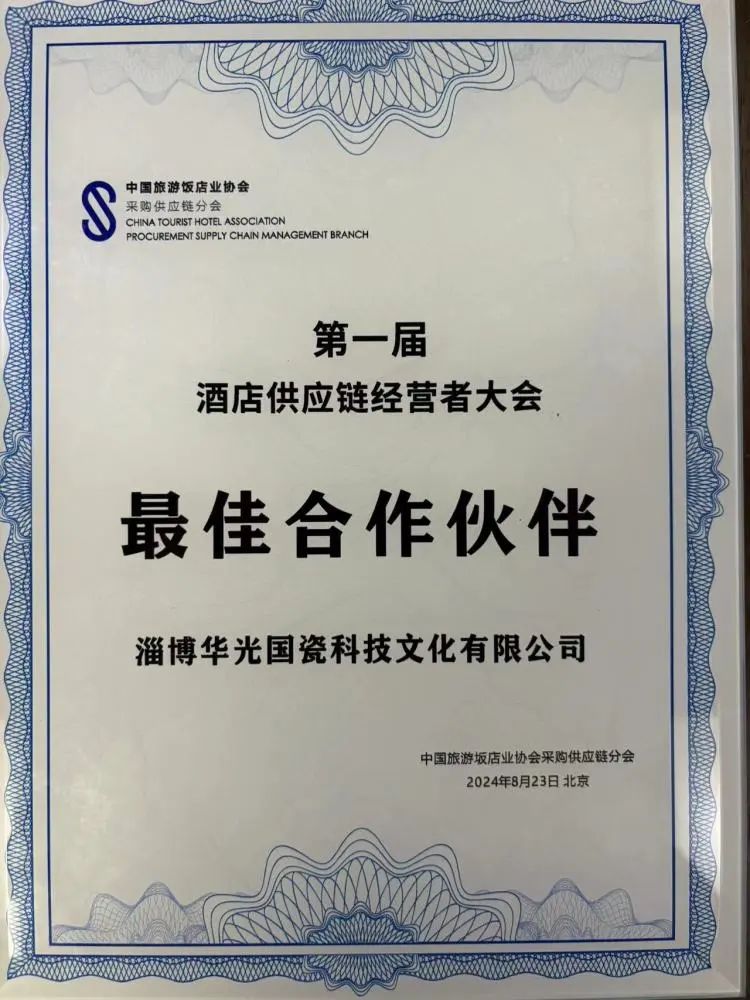 中国旅游饭店业协会
采购供应链分会
CHINA TOURIST HOTEL ASSOCIATION
PROCUREMENT SUPPLY CHAIN MANAGEMENT BRANCH
第一届
酒店供应链经营者大会
最佳合作伙伴
淄博华光国瓷科技文化有限公司
中国旅游坂店业协会采购供应链分会
2024年8月23日 北京